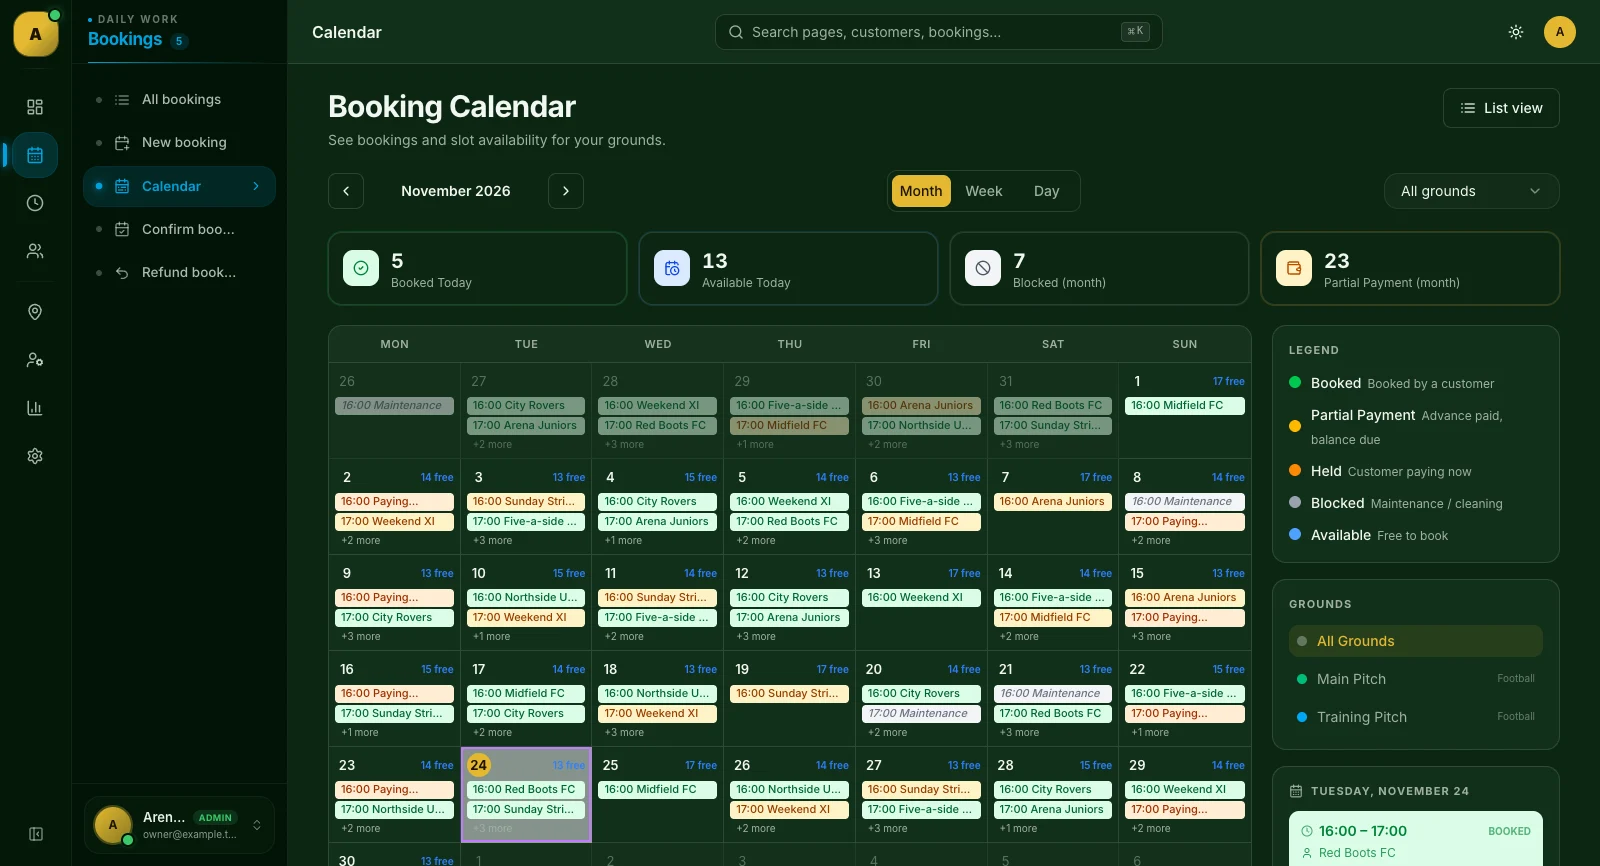 A
DAILY WORK
Bookings 5
All bookings
New booking
Calendar
Confirm boo...
Refund book...
Aren... ADMIN
owner@example.t...
A
Calendar
Search pages, customers, bookings...
⌘K
A
Booking Calendar
See bookings and slot availability for your grounds.
List view
November 2026
Month Week Day
All grounds
5
Booked Today
13
Available Today
7
Blocked (month)
23
Partial Payment (month)
MON TUE WED THU FRI SAT SUN
26 27 28 29 30 31 1 17 free
16:00 Maintenance 16:00 City Rovers 16:00 Weekend XI 16:00 Five-a-side ... 16:00 Arena Juniors 16:00 Red Boots FC 16:00 Midfield FC
17:00 Arena Juniors 17:00 Red Boots FC 17:00 Midfield FC 17:00 Northside U... 17:00 Sunday Stri...
+2 more +3 more +1 more +2 more +3 more
2 14 free 3 13 free 4 15 free 5 14 free 6 13 free 7 17 free 8 14 free
16:00 Paying... 16:00 Sunday Stri... 16:00 City Rovers 16:00 Weekend XI 16:00 Five-a-side ... 16:00 Arena Juniors 16:00 Maintenance
17:00 Weekend XI 17:00 Five-a-side ... 17:00 Arena Juniors 17:00 Red Boots FC 17:00 Midfield FC 17:00 Paying...
+2 more +3 more +1 more +2 more +3 more +2 more
9 13 free 10 15 free 11 14 free 12 13 free 13 17 free 14 14 free 15 13 free
16:00 Paying... 16:00 Northside U... 16:00 Sunday Stri... 16:00 City Rovers 16:00 Weekend XI 16:00 Five-a-side ... 16:00 Arena Juniors
17:00 City Rovers 17:00 Weekend XI 17:00 Five-a-side ... 17:00 Arena Juniors 17:00 Midfield FC 17:00 Paying...
+3 more +1 more +2 more +3 more +2 more +3 more
16 15 free 17 14 free 18 13 free 19 17 free 20 14 free 21 13 free 22 15 free
16:00 Paying... 16:00 Midfield FC 16:00 Northside U... 16:00 Sunday Stri... 16:00 City Rovers 16:00 Maintenance 16:00 Five-a-side ...
17:00 Sunday Stri... 17:00 City Rovers 17:00 Weekend XI 17:00 Maintenance 17:00 Red Boots FC 17:00 Paying...
+1 more +2 more +3 more +2 more +3 more +1 more
23 14 free 24 13 free 25 17 free 26 14 free 27 13 free 28 15 free 29 14 free
16:00 Paying... 16:00 Red Boots FC 16:00 Midfield FC 16:00 Northside U... 16:00 Sunday Stri... 16:00 City Rovers 16:00 Weekend XI
17:00 Northside U... 17:00 Sunday Stri... 17:00 Weekend XI 17:00 Five-a-side ... 17:00 Arena Juniors 17:00 Paying...
+2 more +3 more +2 more +3 more +1 more +2 more
30 13 free 1 2 3 4 5 6
LEGEND
Booked Booked by a customer
Partial Payment Advance paid,
balance due
Held Customer paying now
Blocked Maintenance / cleaning
Available Free to book
GROUNDS
All Grounds
Main Pitch Football
Training Pitch Football
TUESDAY, NOVEMBER 24
16:00 – 17:00 BOOKED
Red Boots FC